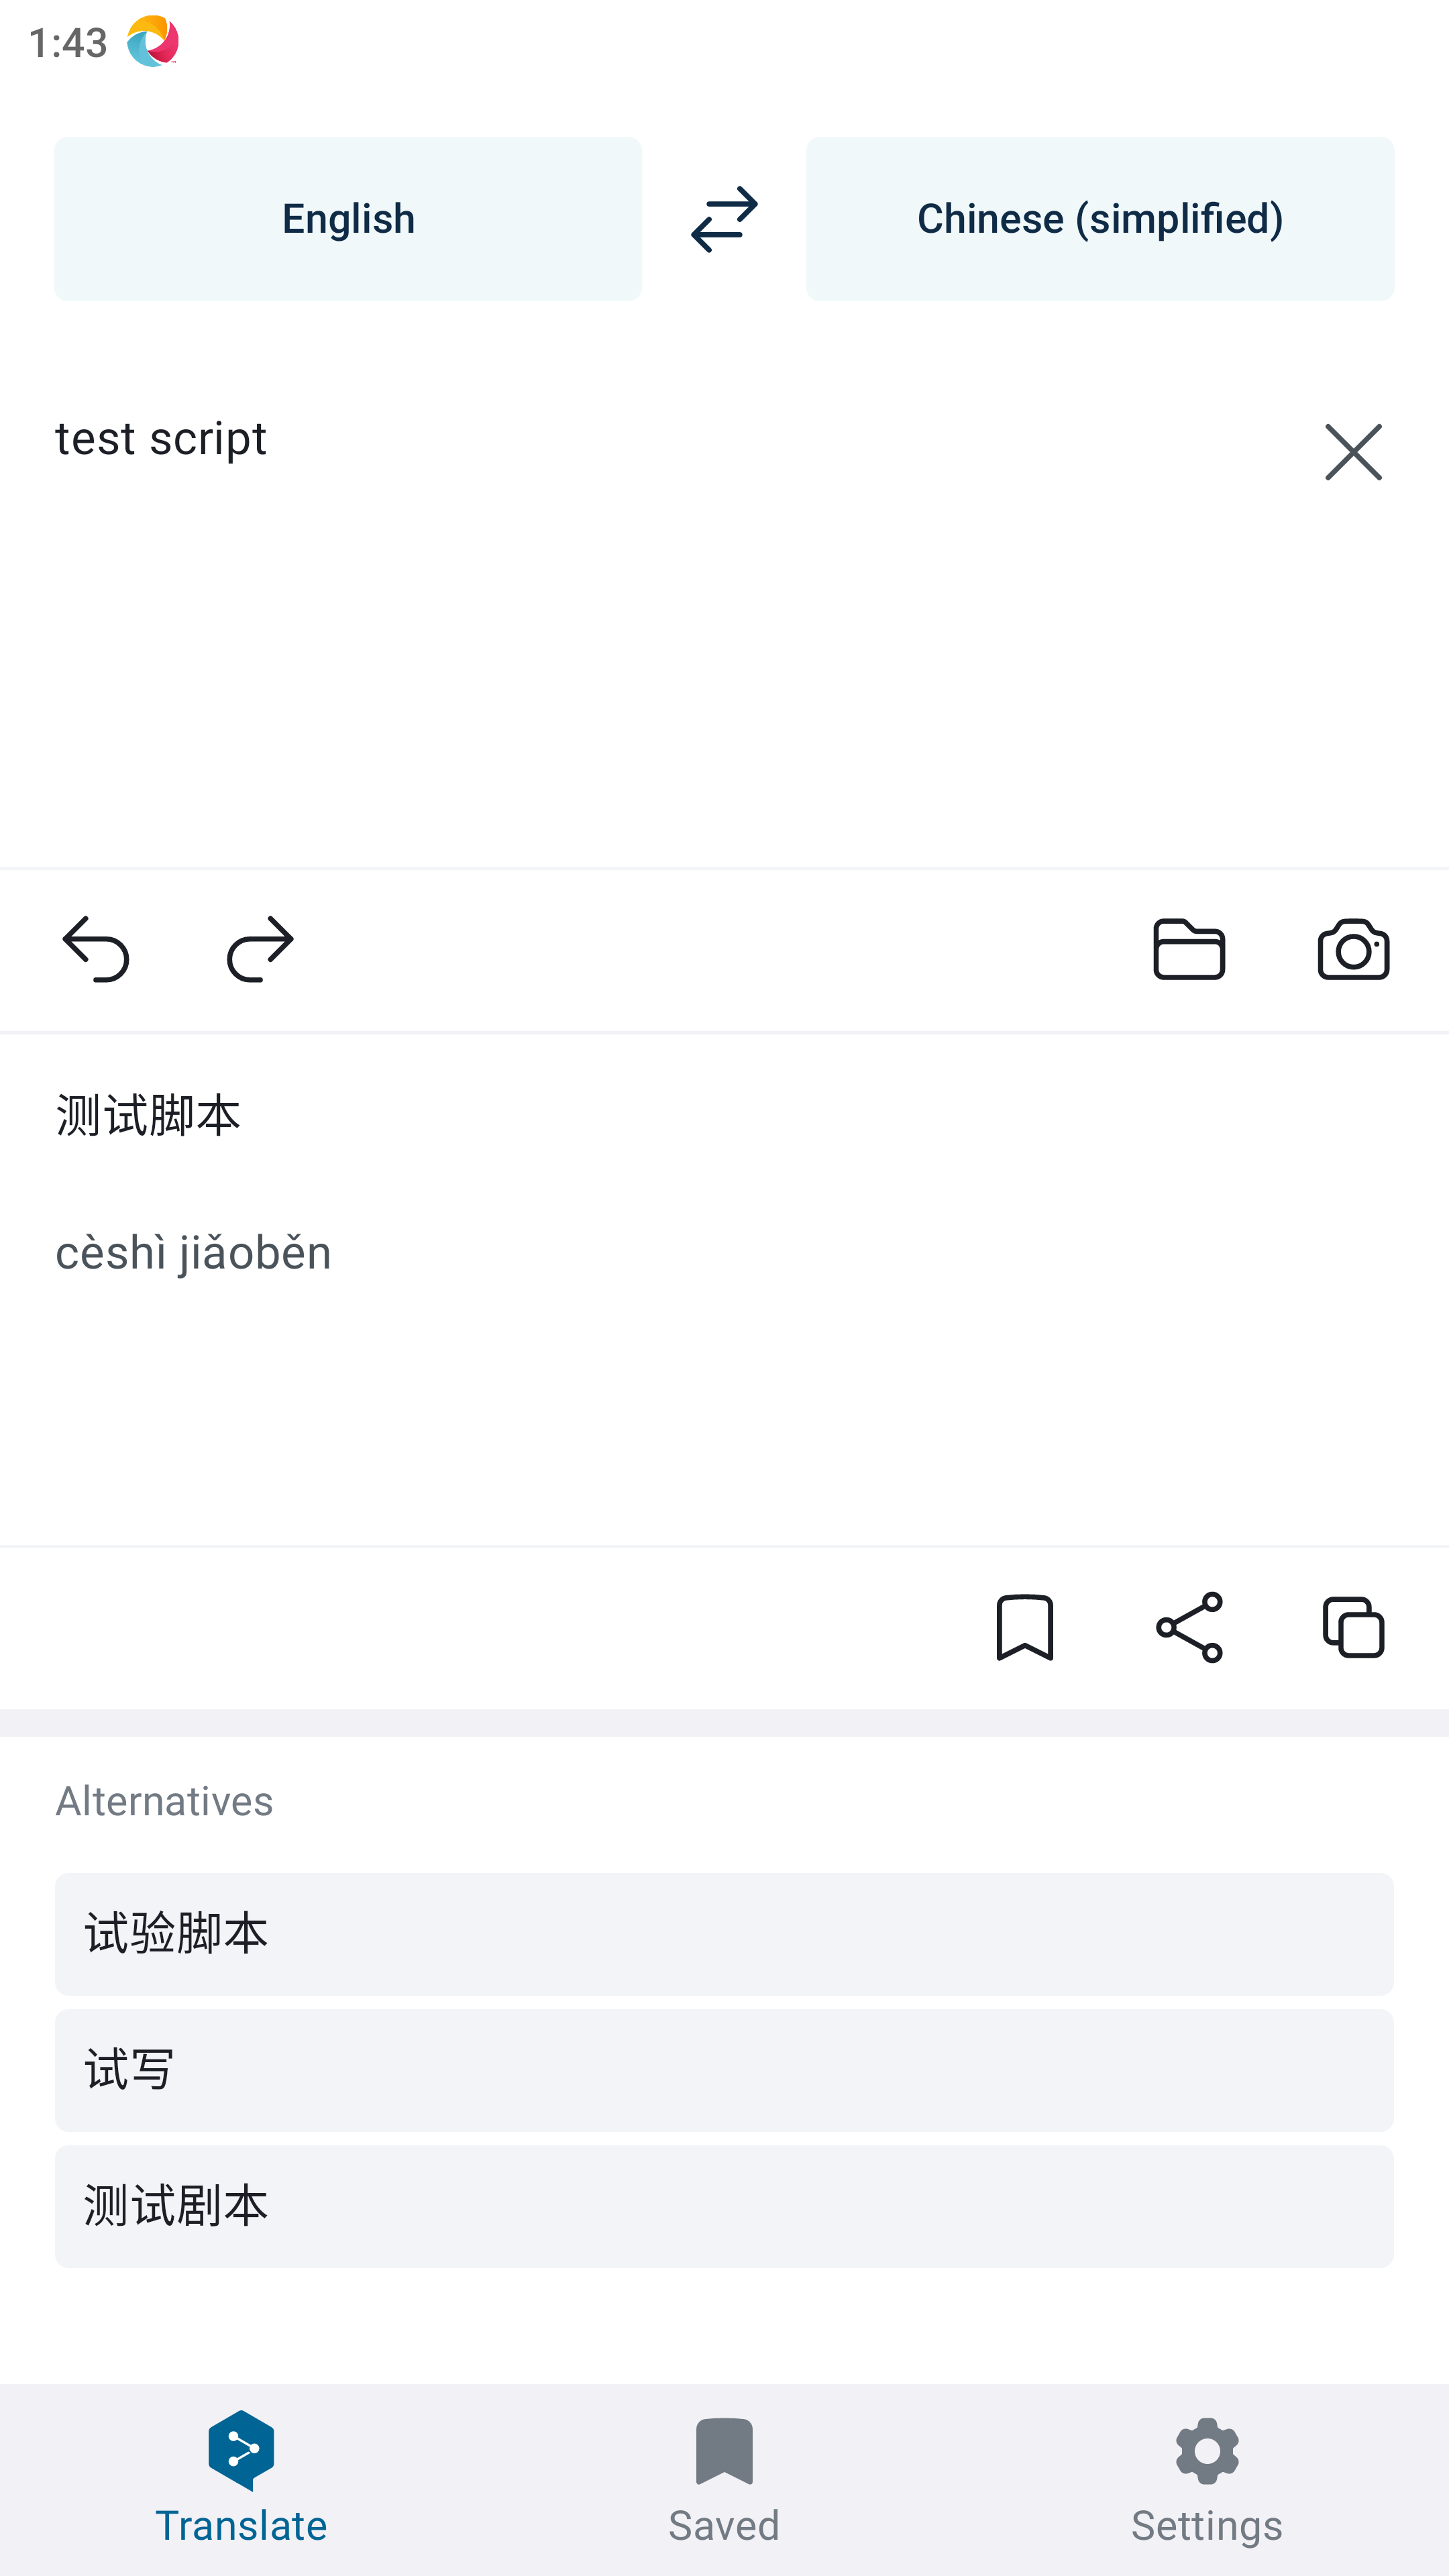 1:43
English
Chinese (simplified)
test script
测试脚本
cèshì jiǎoběn
Alternatives
试验脚本
试写
测试剧本
Translate
Saved
Settings